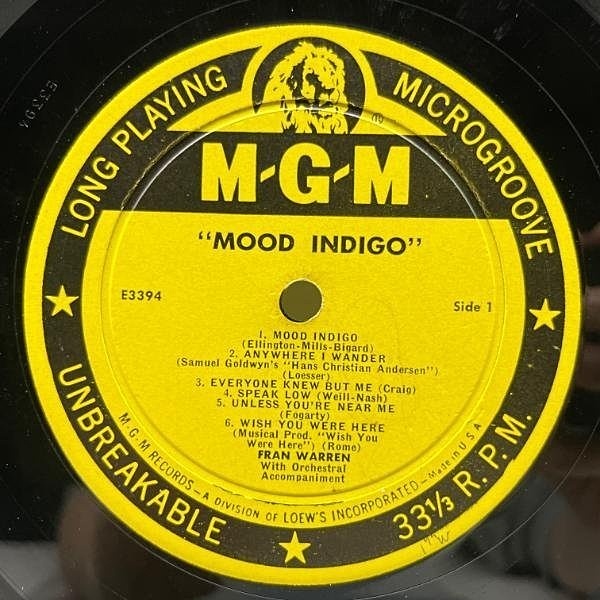 LONG PLAYING
MICROGROOVE
M-G-M
"MOOD INDIGO"
E3394
Side 1
1. MOOD INDIGO
(Ellington-Mills-Bigard)
2. ANYWHERE I WANDER
(Samuel Goldwyn's "Hans Christian Andersen")
(Loesser)
3. EVERYONE KNEW BUT ME (Craig)
4. SPEAK LOW (Weill-Nash)
5. UNLESS YOU'RE NEAR ME
(Fogarty)
6. WISH YOU WERE HERE
(Musical Prod. "Wish You
Were Here") (Rome)
FRAN WARREN
With Orchestral
Accompaniment
M-G-M RECORDS—A DIVISION OF LOEW'S INCORPORATED—Made in U.S.A
UNBREAKABLE
33⅓ R.P.M.
E3394